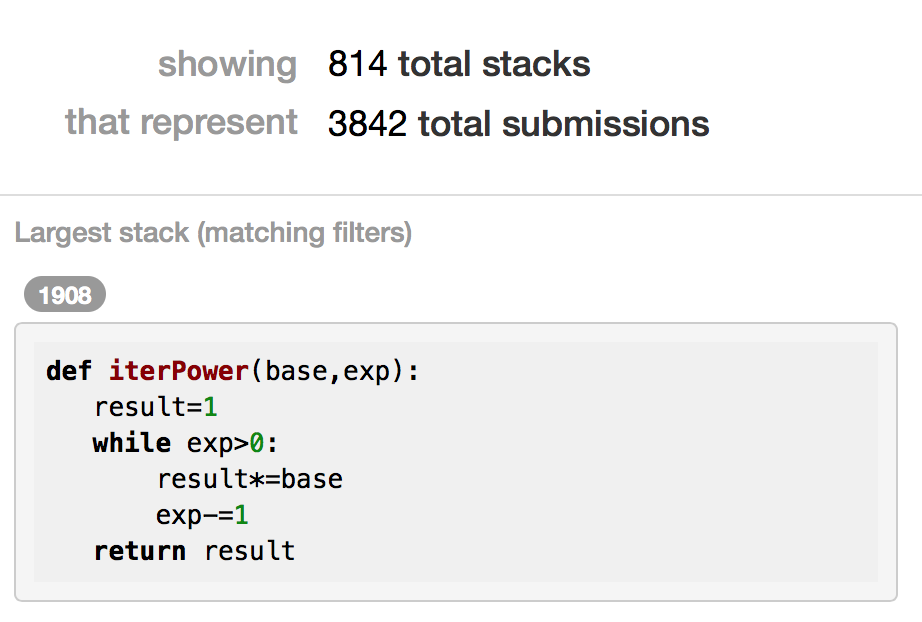 showing 814 total stacks
that represent 3842 total submissions
Largest stack (matching filters)
1908
def iterPower(base,exp):
    result=1
    while exp>0:
        result*=base
        exp-=1
    return result